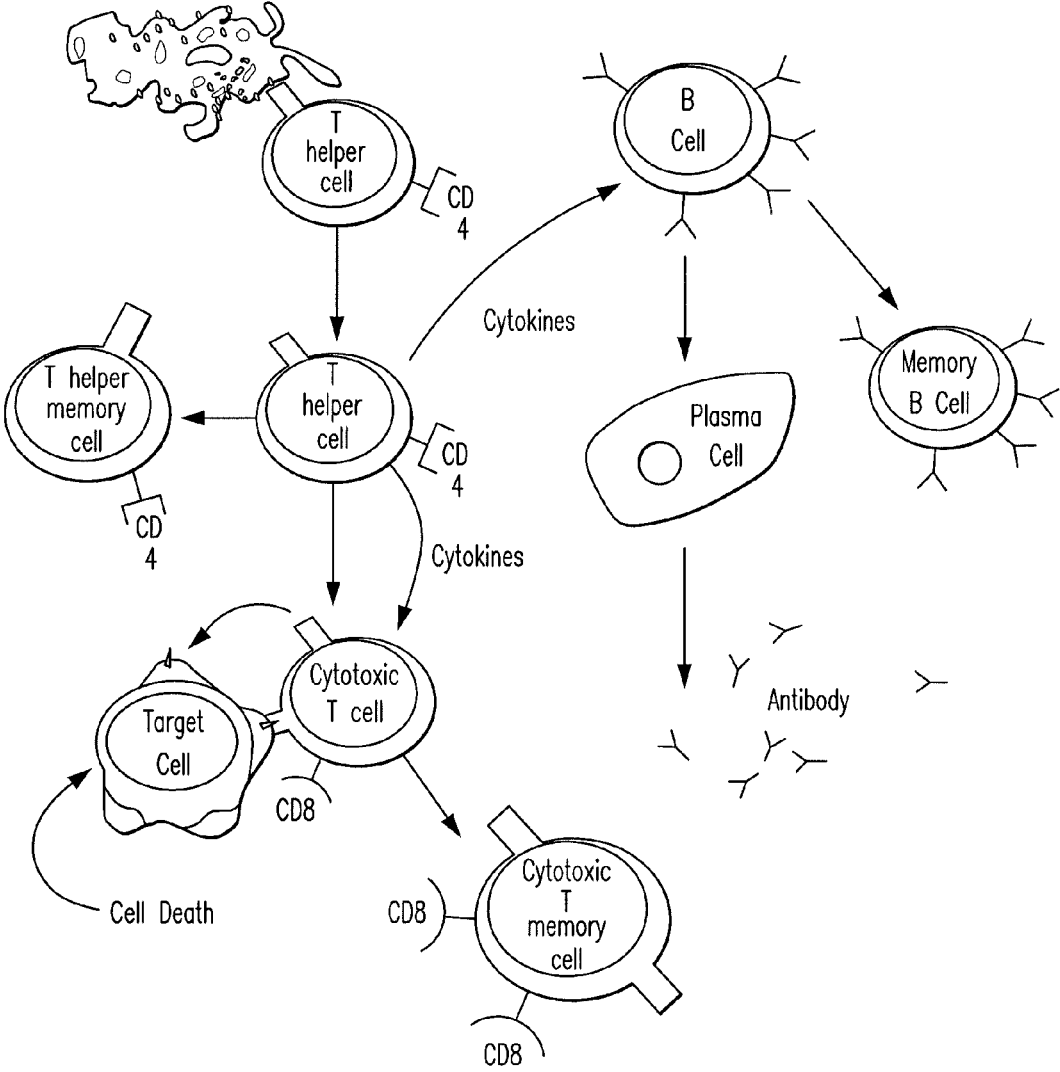 T
helper
cell
CD
4
B
Cell
Cytokines
T helper
memory
cell
CD
4
T
helper
cell
CD
4
Memory
B Cell
Plasma
Cell
Cytokines
Cytotoxic
T cell
Target
Cell
CD8
Antibody
Cell Death
Cytotoxic
T
memory
cell
CD8
CD8